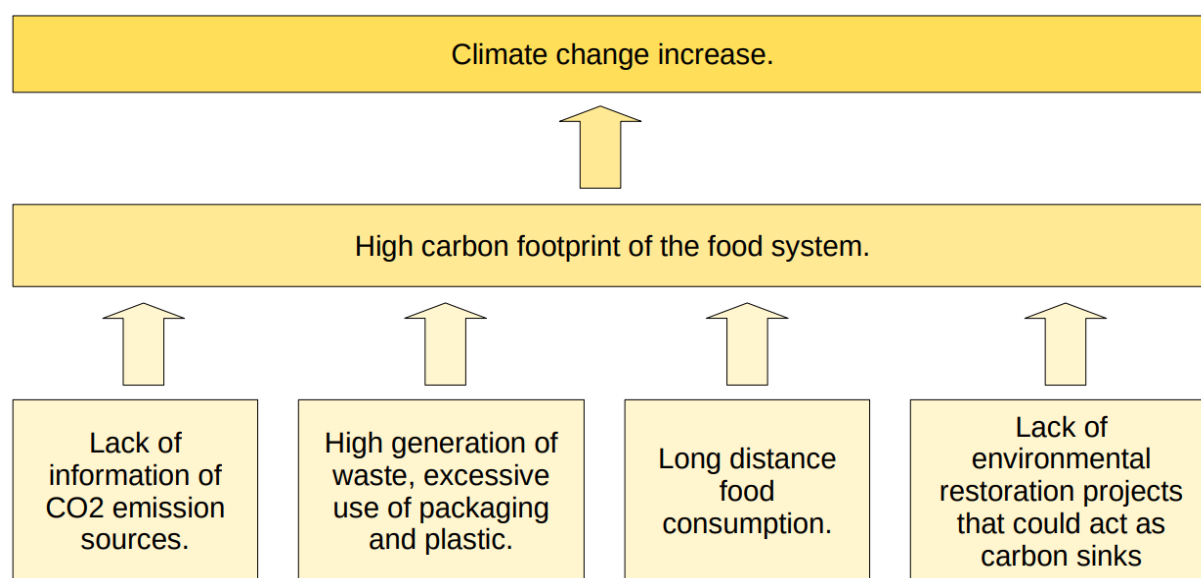 Climate change increase.
High carbon footprint of the food system.
Lack of
information of
CO2 emission
sources.
High generation of
waste, excessive
use of packaging
and plastic.
Long distance
food
consumption.
Lack of
environmental
restoration projects
that could act as
carbon sinks